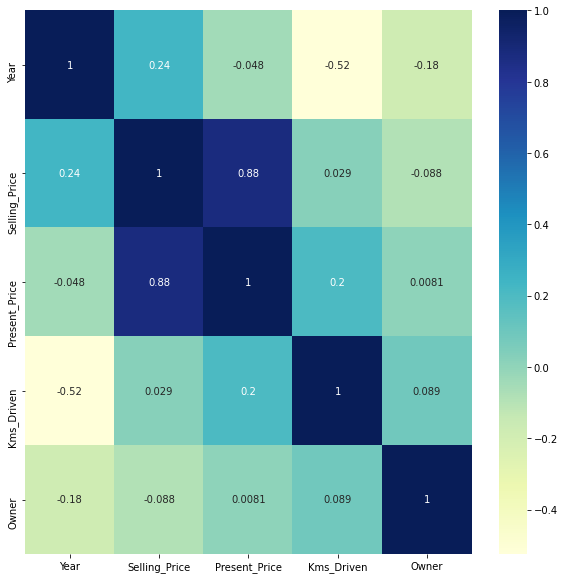 Year 1 0.24 -0.048 -0.52 -0.18
Selling_Price 0.24 1 0.88 0.029 -0.088
Present_Price -0.048 0.88 1 0.2 0.0081
Kms_Driven -0.52 0.029 0.2 1 0.089
Owner -0.18 -0.088 0.0081 0.089 1
Year Selling_Price Present_Price Kms_Driven Owner
1.0
0.8
0.6
0.4
0.2
0.0
−0.2
−0.4